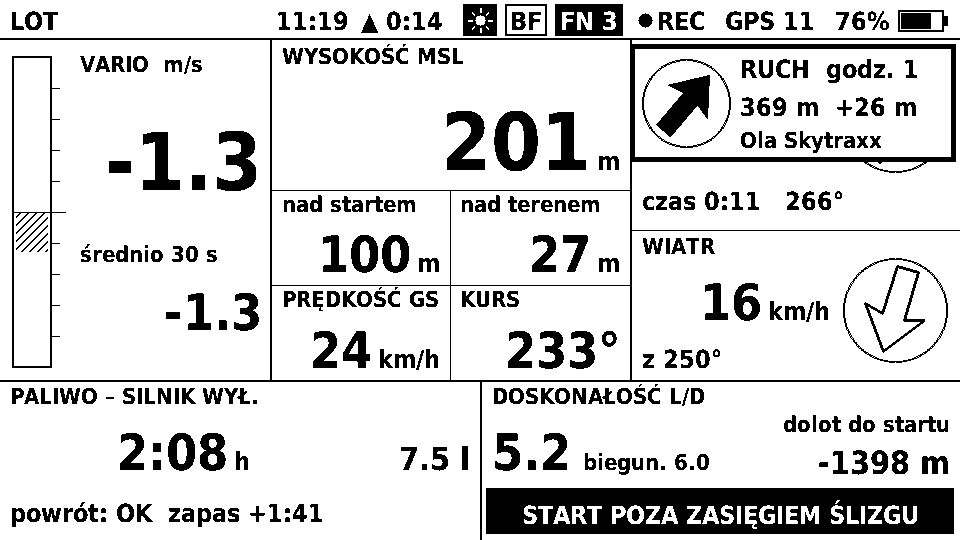 LOT 11:19 ▲ 0:14 BF FN 3 ●REC GPS 11 76%
VARIO m/s
-1.3
średnio 30 s
-1.3
WYSOKOŚĆ MSL
201 m
nad startem
100 m
nad terenem
27 m
PRĘDKOŚĆ GS
24 km/h
KURS
233°
RUCH godz. 1
369 m +26 m
Ola Skytraxx
czas 0:11 266°
WIATR
16 km/h
z 250°
PALIWO – SILNIK WYŁ.
2:08 h 7.5 l
powrót: OK zapas +1:41
DOSKONAŁOŚĆ L/D
dolot do startu
5.2 biegun. 6.0 -1398 m
START POZA ZASIĘGIEM ŚLIZGU